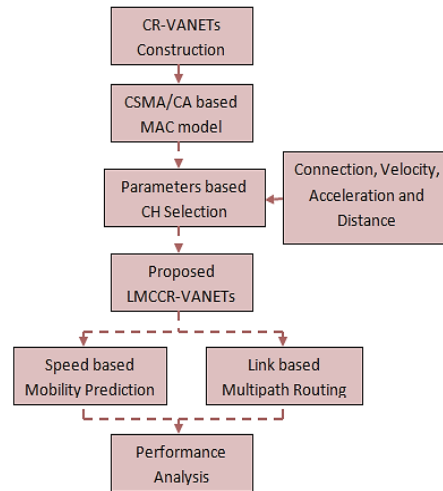 CR-VANETs
Construction
CSMA/CA based
MAC model
Parameters based
CH Selection
Connection, Velocity,
Acceleration and
Distance
Proposed
LMCCR-VANETs
Speed based
Mobility Prediction
Link based
Multipath Routing
Performance
Analysis